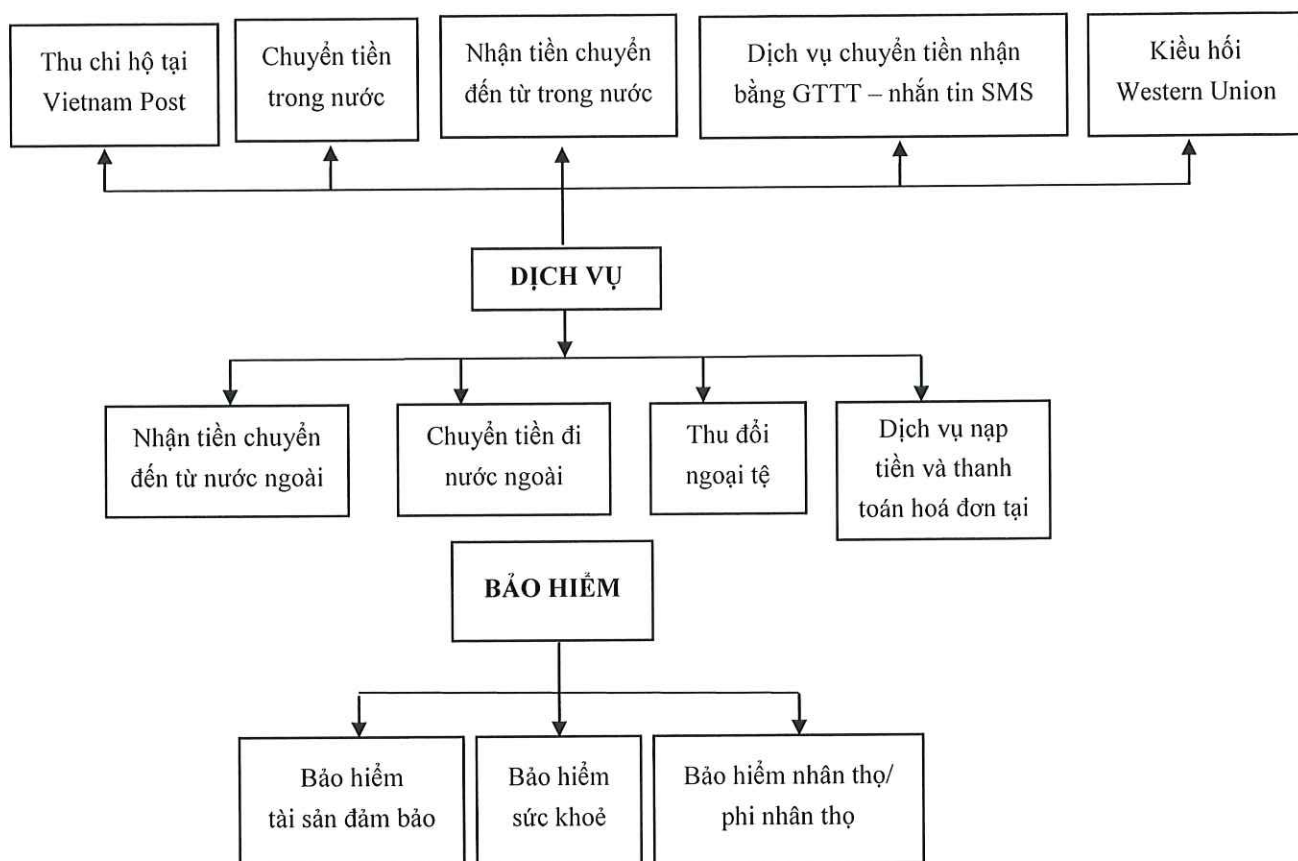 Thu chi hộ tại
Vietnam Post
Chuyển tiền
trong nước
Nhận tiền chuyển
đến từ trong nước
Dịch vụ chuyển tiền nhận
bằng GTTT – nhắn tin SMS
Kiều hối
Western Union
DỊCH VỤ
Nhận tiền chuyển
đến từ nước ngoài
Chuyển tiền đi
nước ngoài
Thu đổi
ngoại tệ
Dịch vụ nạp
tiền và thanh
toán hoá đơn tại
BẢO HIỂM
Bảo hiểm
tài sản đảm bảo
Bảo hiểm
sức khoẻ
Bảo hiểm nhân thọ/
phi nhân thọ